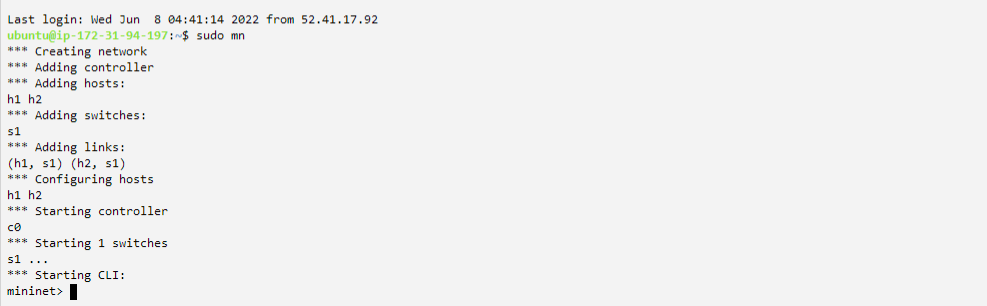 Last login: Wed Jun  8 04:41:14 2022 from 52.41.17.92
ubuntu@ip-172-31-94-197:~$ sudo mn
*** Creating network
*** Adding controller
*** Adding hosts:
h1 h2
*** Adding switches:
s1
*** Adding links:
(h1, s1) (h2, s1)
*** Configuring hosts
h1 h2
*** Starting controller
c0
*** Starting 1 switches
s1 ...
*** Starting CLI:
mininet>